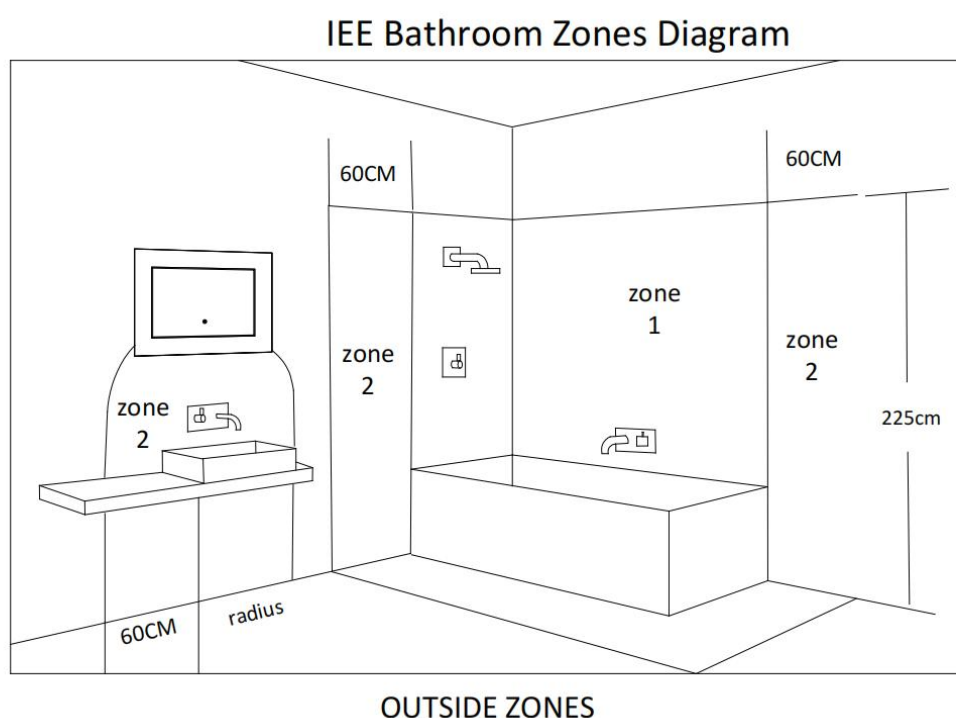 IEE Bathroom Zones Diagram
60CM
60CM
zone
1
zone
2
zone
2
zone
2
225cm
60CM radius
OUTSIDE ZONES